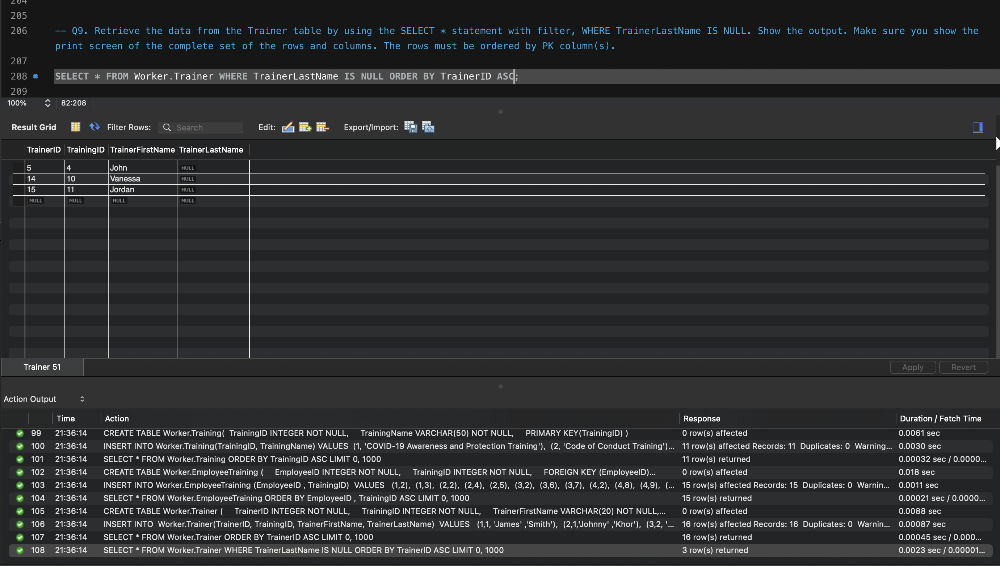 204
205
206 -- Q9. Retrieve the data from the Trainer table by using the SELECT * statement with filter, WHERE TrainerLastName IS NULL. Show the output. Make sure you show the
print screen of the complete set of the rows and columns. The rows must be ordered by PK column(s).
207
208 SELECT * FROM Worker.Trainer WHERE TrainerLastName IS NULL ORDER BY TrainerID ASC;
209
100% 82:208
Result Grid Filter Rows: Search Edit: Export/Import:
TrainerID TrainingID TrainerFirstName TrainerLastName
5 4 John NULL
14 10 Vanessa NULL
15 11 Jordan NULL
NULL NULL NULL NULL
Trainer 51 Apply Revert
Action Output
Time Action Response Duration / Fetch Time
99 21:36:14 CREATE TABLE Worker.Training( TrainingID INTEGER NOT NULL, TrainingName VARCHAR(50) NOT NULL, PRIMARY KEY(TrainingID) ) 0 row(s) affected 0.0061 sec
100 21:36:14 INSERT INTO Worker.Training(TrainingID, TrainingName) VALUES (1, 'COVID-19 Awareness and Protection Training'), (2, 'Code of Conduct Training')... 11 row(s) affected Records: 11 Duplicates: 0 Warning... 0.0030 sec
101 21:36:14 SELECT * FROM Worker.Training ORDER BY TrainingID ASC LIMIT 0, 1000 11 row(s) returned 0.00032 sec / 0.0000...
102 21:36:14 CREATE TABLE Worker.EmployeeTraining ( EmployeeID INTEGER NOT NULL, TrainingID INTEGER NOT NULL, FOREIGN KEY (EmployeeID)... 0 row(s) affected 0.018 sec
103 21:36:14 INSERT INTO Worker.EmployeeTraining (EmployeeID , TrainingID) VALUES (1,2), (1,3), (2,2), (2,4), (2,5), (3,2), (3,6), (3,7), (4,2), (4,8), (4,9), (... 15 row(s) affected Records: 15 Duplicates: 0 Warnin... 0.0011 sec
104 21:36:14 SELECT * FROM Worker.EmployeeTraining ORDER BY EmployeeID , TrainingID ASC LIMIT 0, 1000 15 row(s) returned 0.00021 sec / 0.0000...
105 21:36:14 CREATE TABLE Worker.Trainer ( TrainerID INTEGER NOT NULL, TrainingID INTEGER NOT NULL, TrainerFirstName VARCHAR(20) NOT NULL,... 0 row(s) affected 0.0088 sec
106 21:36:14 INSERT INTO Worker.Trainer(TrainerID, TrainingID, TrainerFirstName, TrainerLastName) VALUES (1,1, 'James' ,'Smith'), (2,1,'Johnny' ,'Khor'), (3,2, '... 16 row(s) affected Records: 16 Duplicates: 0 Warnin... 0.00087 sec
107 21:36:14 SELECT * FROM Worker.Trainer ORDER BY TrainerID ASC LIMIT 0, 1000 16 row(s) returned 0.00045 sec / 0.000...
108 21:36:14 SELECT * FROM Worker.Trainer WHERE TrainerLastName IS NULL ORDER BY TrainerID ASC LIMIT 0, 1000 3 row(s) returned 0.0023 sec / 0.00001...